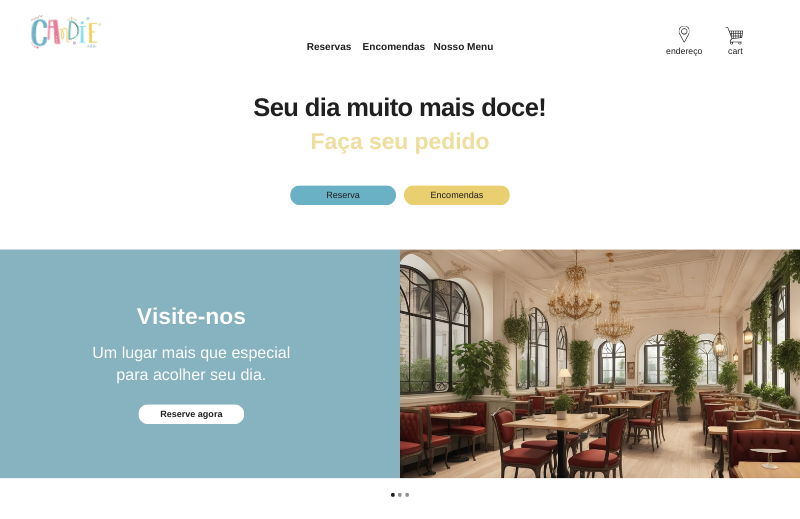 CANDIE
Reservas Encomendas Nosso Menu
endereço
cart
Seu dia muito mais doce!
Faça seu pedido
Reserva
Encomendas
Visite-nos
Um lugar mais que especial
para acolher seu dia.
Reserve agora